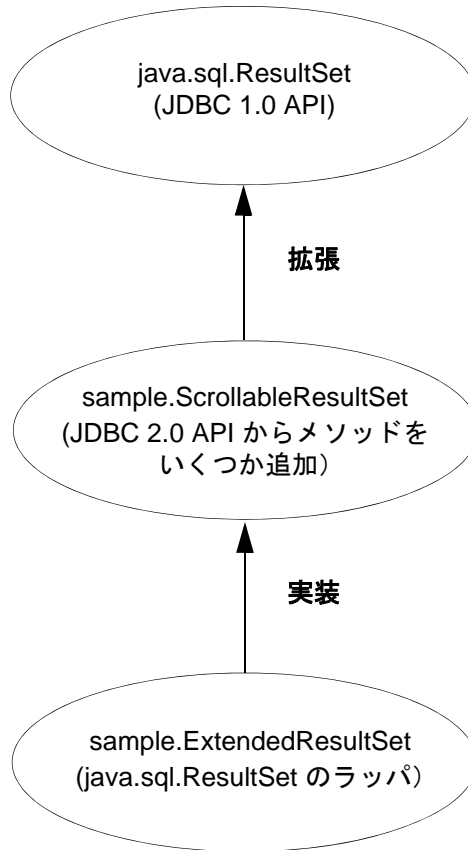 java.sql.ResultSet
(JDBC 1.0 API)
拡張
sample.ScrollableResultSet
(JDBC 2.0 API からメソッドを
いくつか追加）
実装
sample.ExtendedResultSet
(java.sql.ResultSet のラッパ）